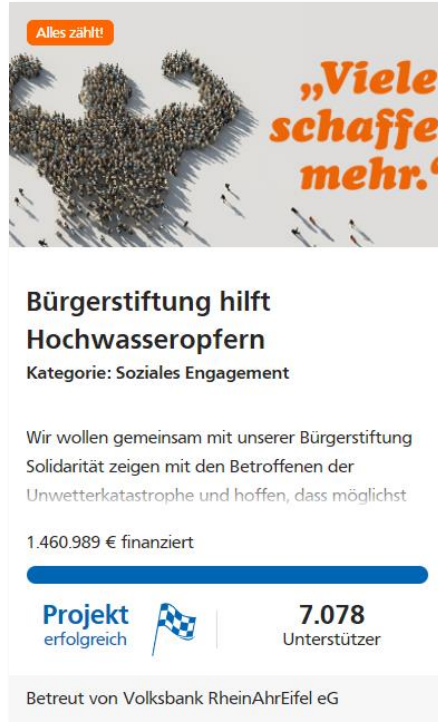 Alles zählt!
„Viele
schaffe
mehr.“
Bürgerstiftung hilft
Hochwasseropfern
Kategorie: Soziales Engagement
Wir wollen gemeinsam mit unserer Bürgerstiftung
Solidarität zeigen mit den Betroffenen der
Unwetterkatastrophe und hoffen, dass möglichst
1.460.989 € finanziert
Projekt
erfolgreich
7.078
Unterstützer
Betreut von Volksbank RheinAhrEifel eG